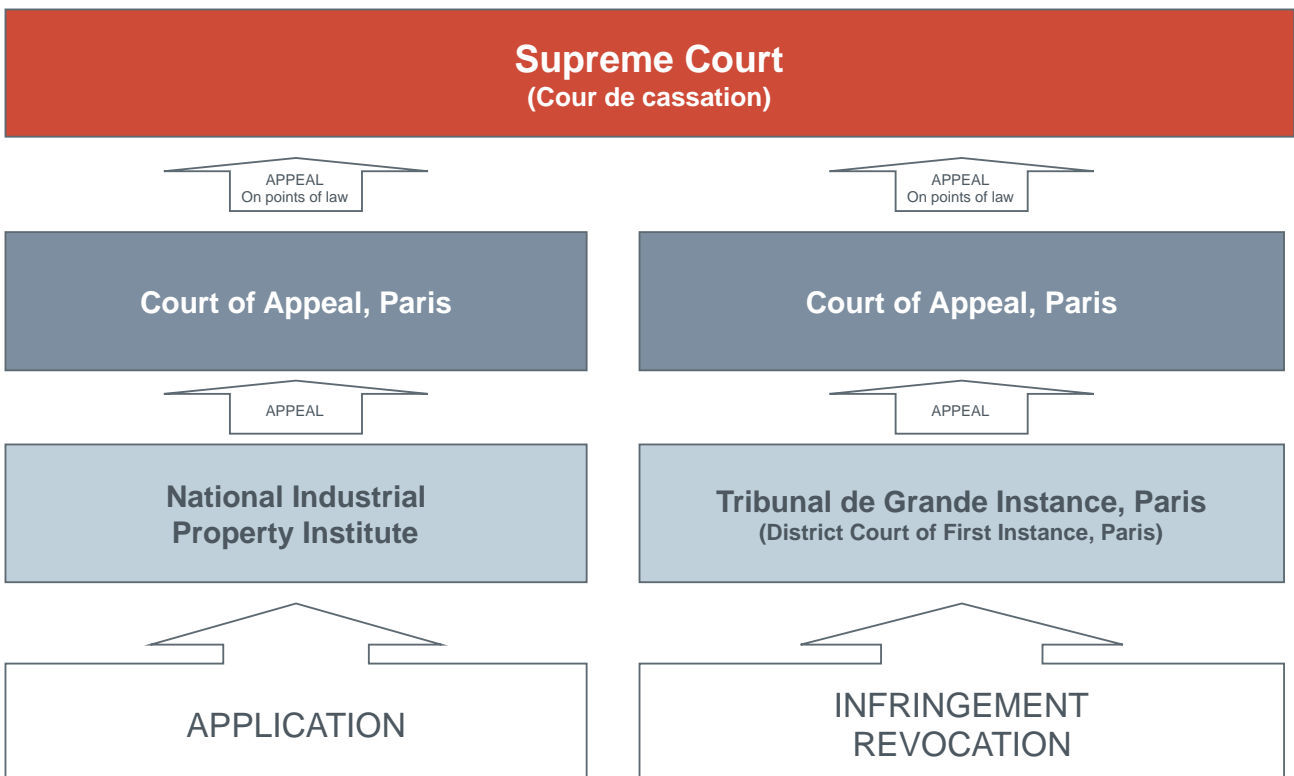 Supreme Court
(Cour de cassation)
APPEAL
On points of law
APPEAL
On points of law
Court of Appeal, Paris
Court of Appeal, Paris
APPEAL
APPEAL
National Industrial
Property Institute
Tribunal de Grande Instance, Paris
(District Court of First Instance, Paris)
APPLICATION
INFRINGEMENT
REVOCATION